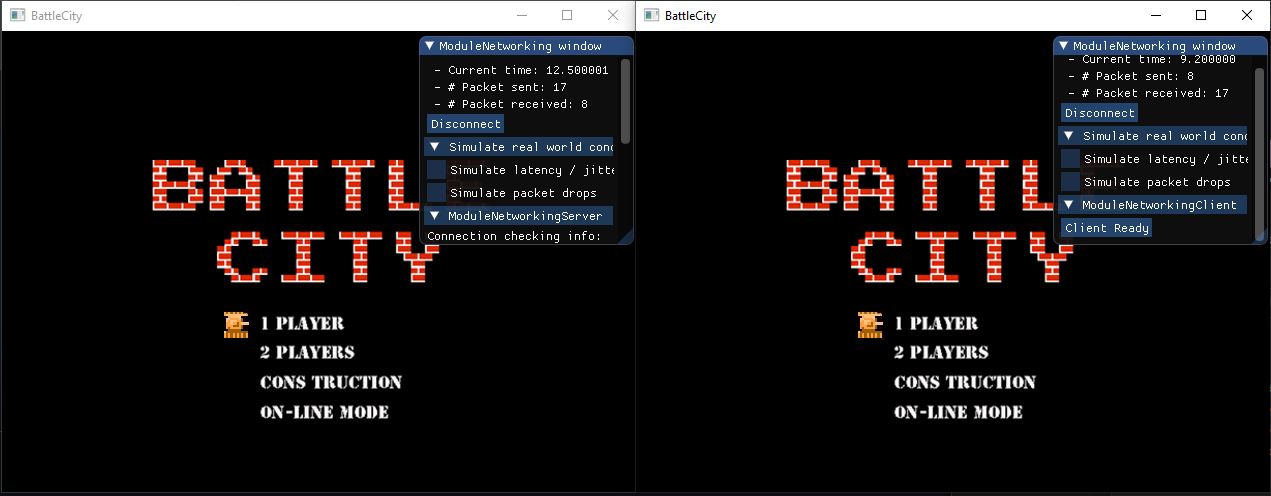 BattleCity
ModuleNetworking window
- Current time: 12.500001
- # Packet sent: 17
- # Packet received: 8
Disconnect
Simulate real world con
Simulate latency / jitte
Simulate packet drops
ModuleNetworkingServer
Connection checking info:
BATTL
CITY
1 PLAYER
2 PLAYERS
CONS TRUCTION
ON-LINE MODE
BattleCity
ModuleNetworking window
- Current time: 9.200000
- # Packet sent: 8
- # Packet received: 17
Disconnect
Simulate real world con
Simulate latency / jitte
Simulate packet drops
ModuleNetworkingClient
Client Ready
BATTL
CITY
1 PLAYER
2 PLAYERS
CONS TRUCTION
ON-LINE MODE